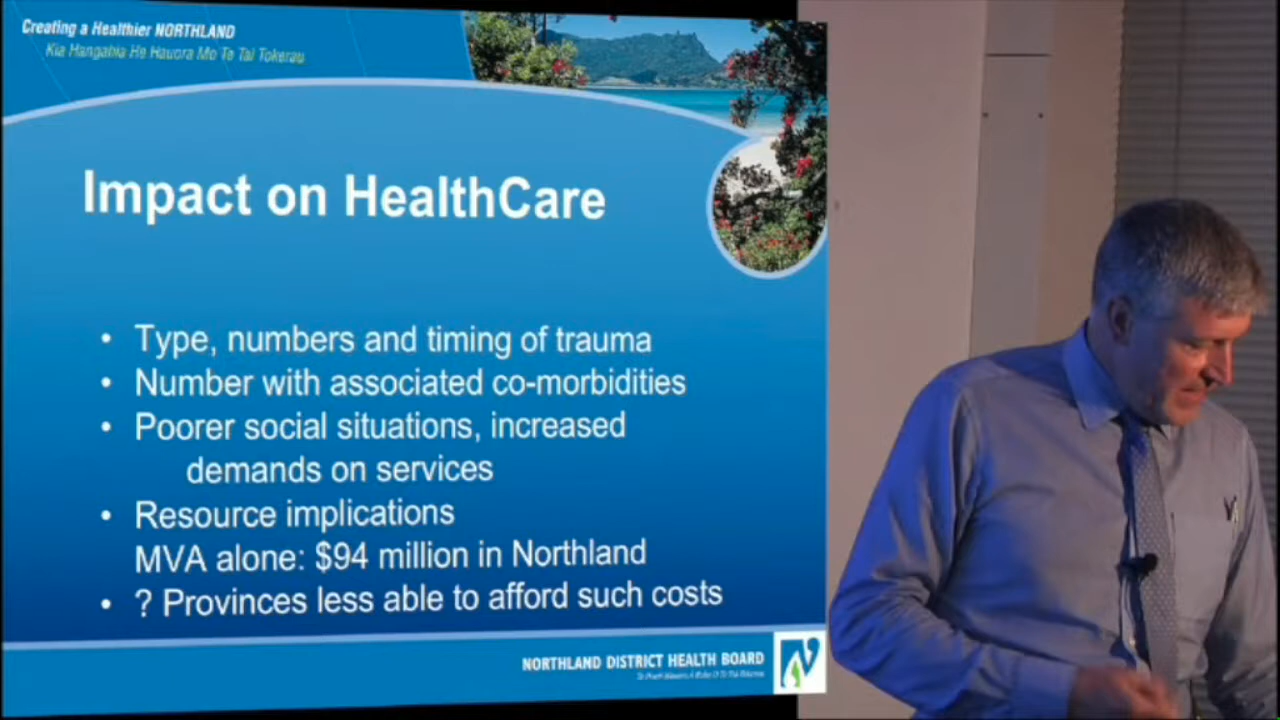 Creating a Healthier NORTHLAND
Kia Hangahia He Hauora Mo Te Tai Tokerau
Impact on HealthCare
• Type, numbers and timing of trauma
• Number with associated co-morbidities
• Poorer social situations, increased
demands on services
• Resource implications
MVA alone: $94 million in Northland
• ? Provinces less able to afford such costs
NORTHLAND DISTRICT HEALTH BOARD